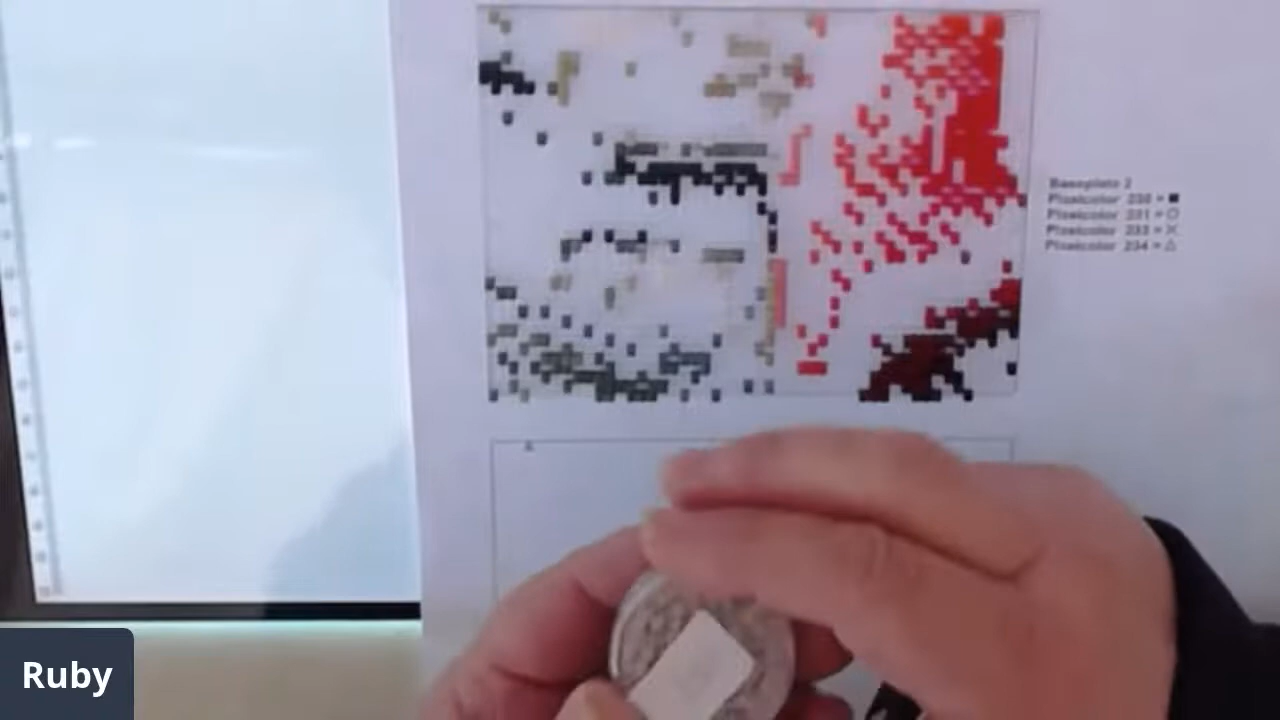 Baseplate 2
Pixelcolor 230 = ■
Pixelcolor 231 = O
Pixelcolor 233 = X
Pixelcolor 234 = △
Ruby